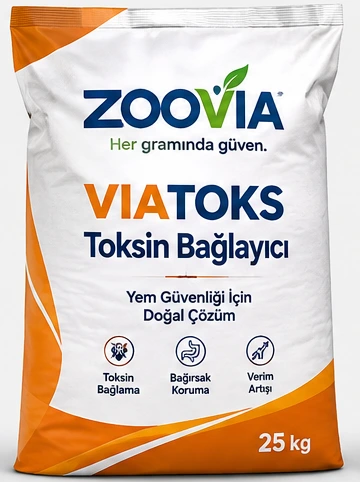 ZOOVIA
Her gramında güven.
VIATOKS
Toksin Bağlayıcı
Yem Güvenliği İçin
Doğal Çözüm
Toksin
Bağlama
Bağırsak
Koruma
Verim
Artışı
25 kg